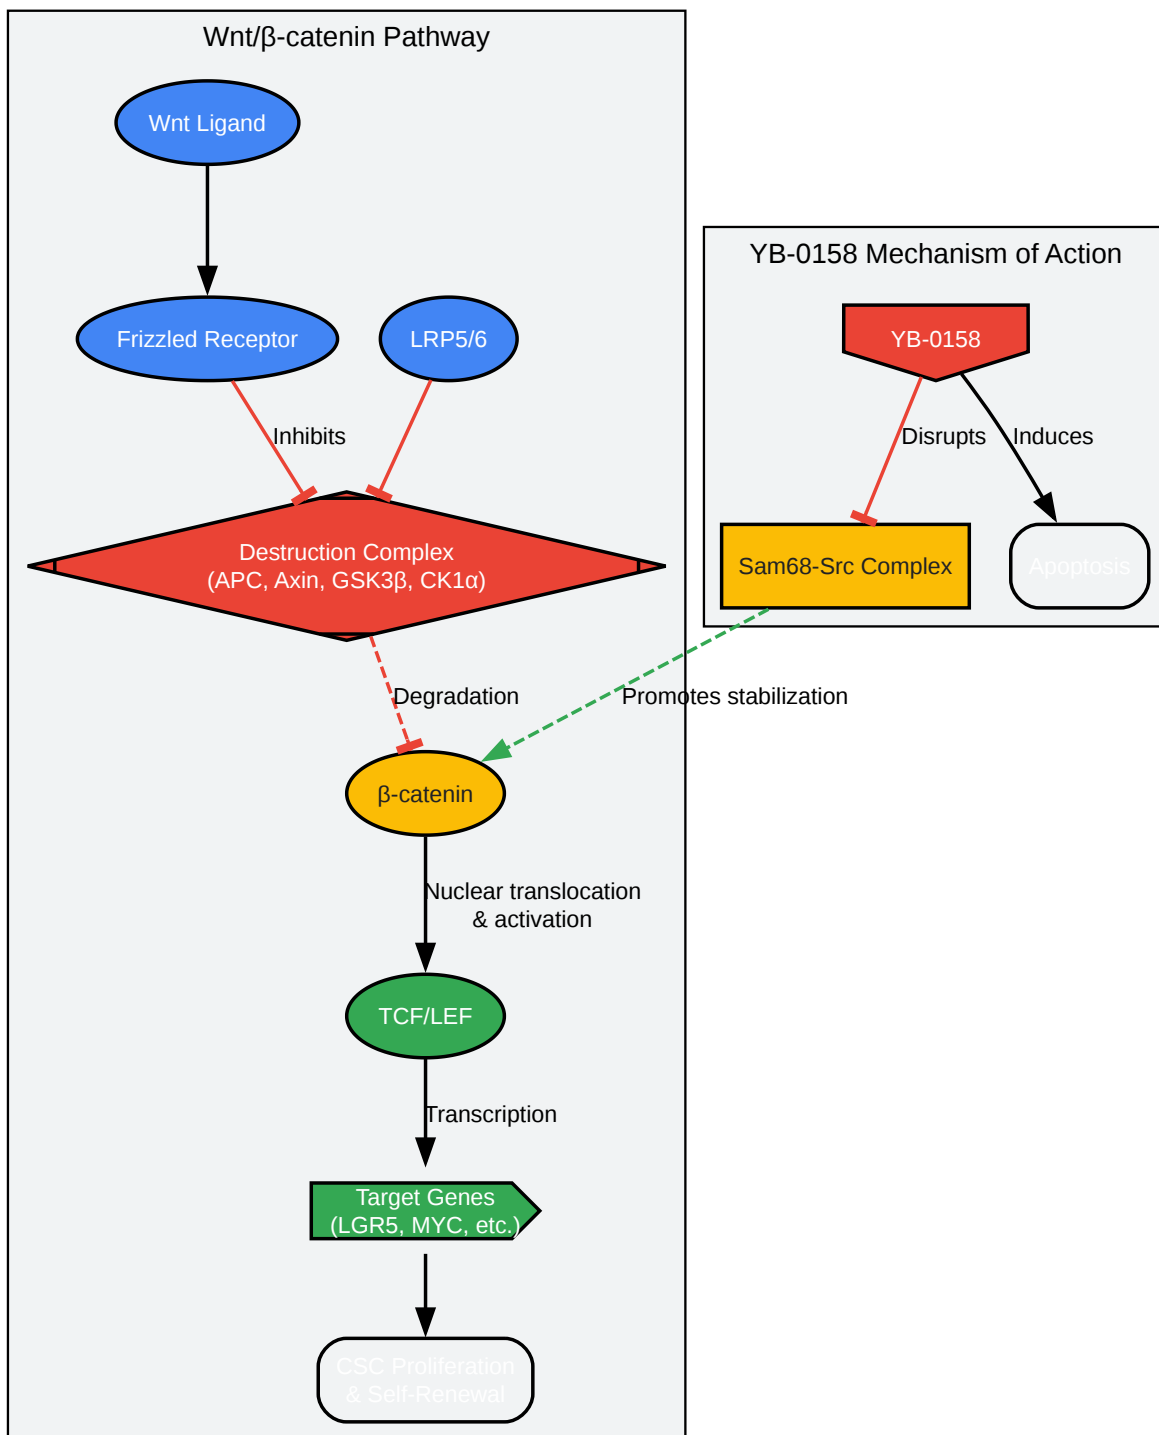 Wnt/β-catenin Pathway
Wnt Ligand
Frizzled Receptor
LRP5/6
Inhibits
Destruction Complex
(APC, Axin, GSK3β, CK1α)
Degradation
β-catenin
Nuclear translocation
& activation
TCF/LEF
Transcription
Target Genes
(LGR5, MYC, etc.)
CSC Proliferation
& Self-Renewal
YB-0158 Mechanism of Action
YB-0158
Disrupts
Induces
Sam68-Src Complex
Apoptosis
Promotes stabilization